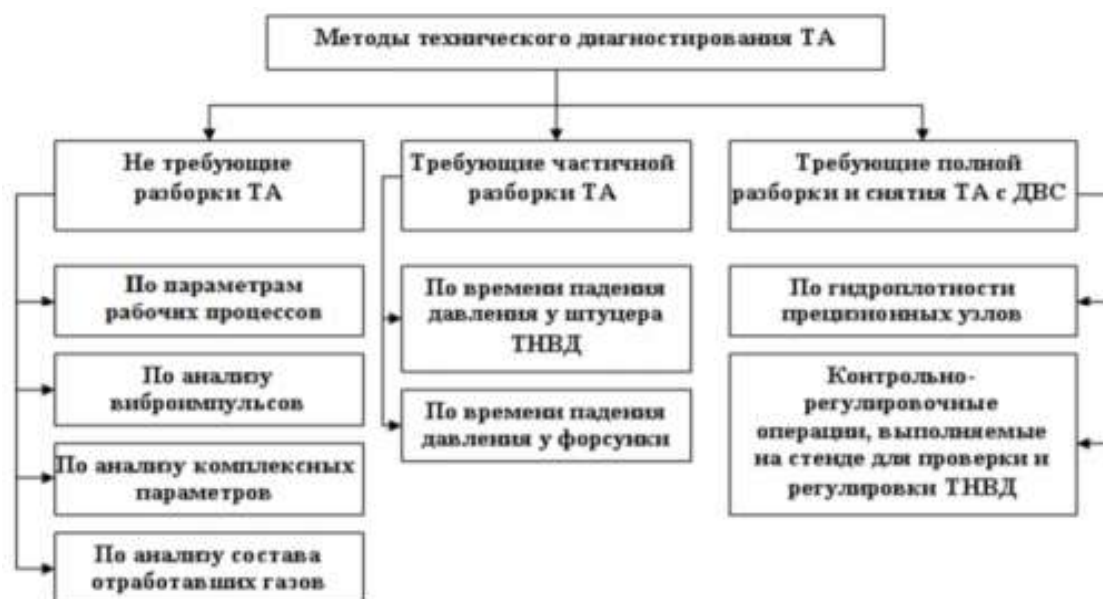 Методы технического диагностирования ТА
Не требующие
разборки ТА
По параметрам
рабочих процессов
По анализу
виброимпульсов
По анализу комплексных
параметров
По анализу состава
отработавших газов
Требующие частичной
разборки ТА
По времени падения
давления у штуцера
ТНВД
По времени падения
давления у форсунки
Требующие полной
разборки и снятия ТА с ДВС
По гидроплотности
прецизионных узлов
Контрольно-
регулировочные
операции, выполняемые
на стенде для проверки и
регулировки ТНВД